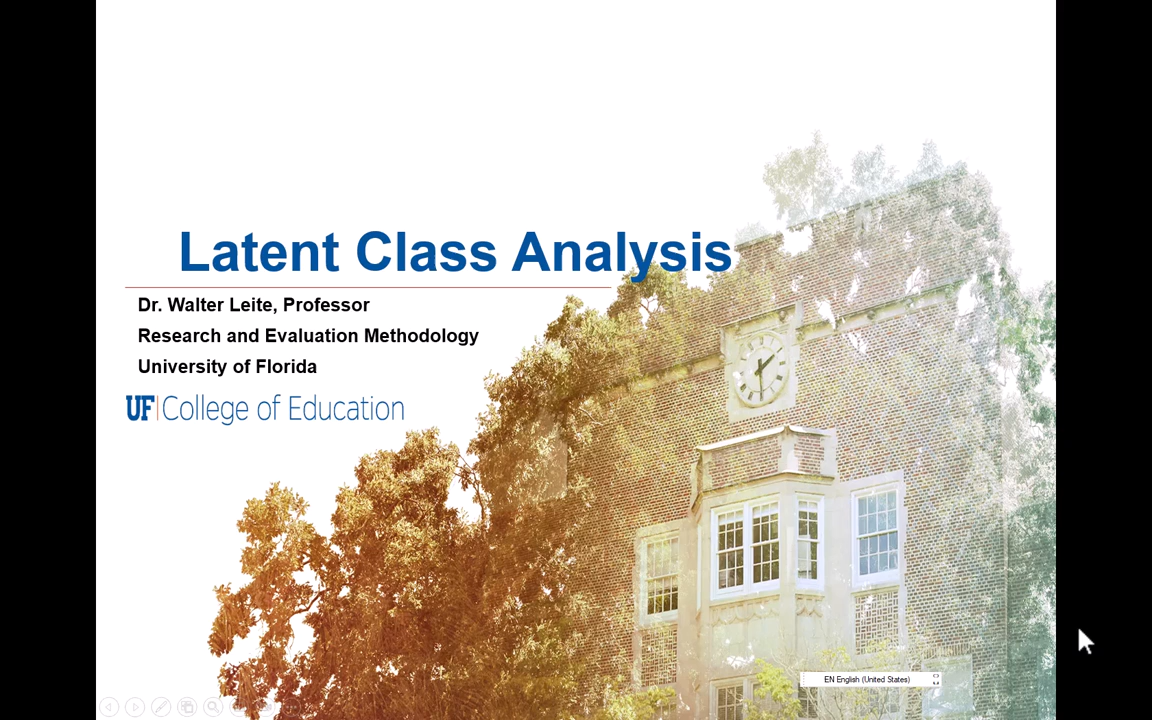 Latent Class Analysis
Dr. Walter Leite, Professor
Research and Evaluation Methodology
University of Florida
UF College of Education
EN English (United States)